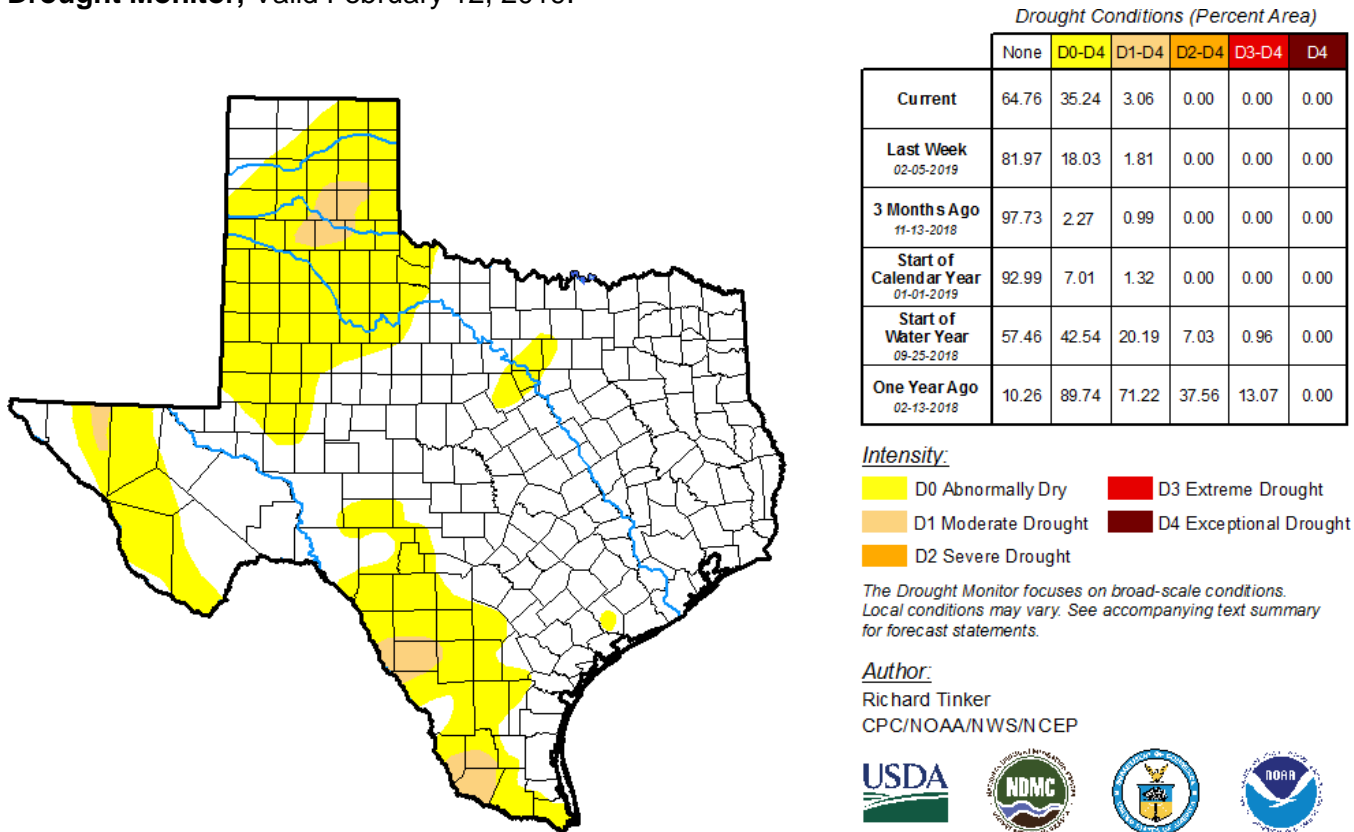 Drought Monitor, Valid February 12, 2019.
Drought Conditions (Percent Area)
None D0-D4 D1-D4 D2-D4 D3-D4 D4
Current 64.76 35.24 3.06 0.00 0.00 0.00
Last Week
02-05-2019 81.97 18.03 1.81 0.00 0.00 0.00
3 Months Ago
11-13-2018 97.73 2.27 0.99 0.00 0.00 0.00
Start of
Calendar Year
01-01-2019 92.99 7.01 1.32 0.00 0.00 0.00
Start of
Water Year
09-25-2018 57.46 42.54 20.19 7.03 0.96 0.00
One Year Ago
02-13-2018 10.26 89.74 71.22 37.56 13.07 0.00
Intensity:
D0 Abnormally Dry D3 Extreme Drought
D1 Moderate Drought D4 Exceptional Drought
D2 Severe Drought
The Drought Monitor focuses on broad-scale conditions.
Local conditions may vary. See accompanying text summary
for forecast statements.
Author:
Richard Tinker
CPC/NOAA/NWS/NCEP
USDA NDMC NOAA